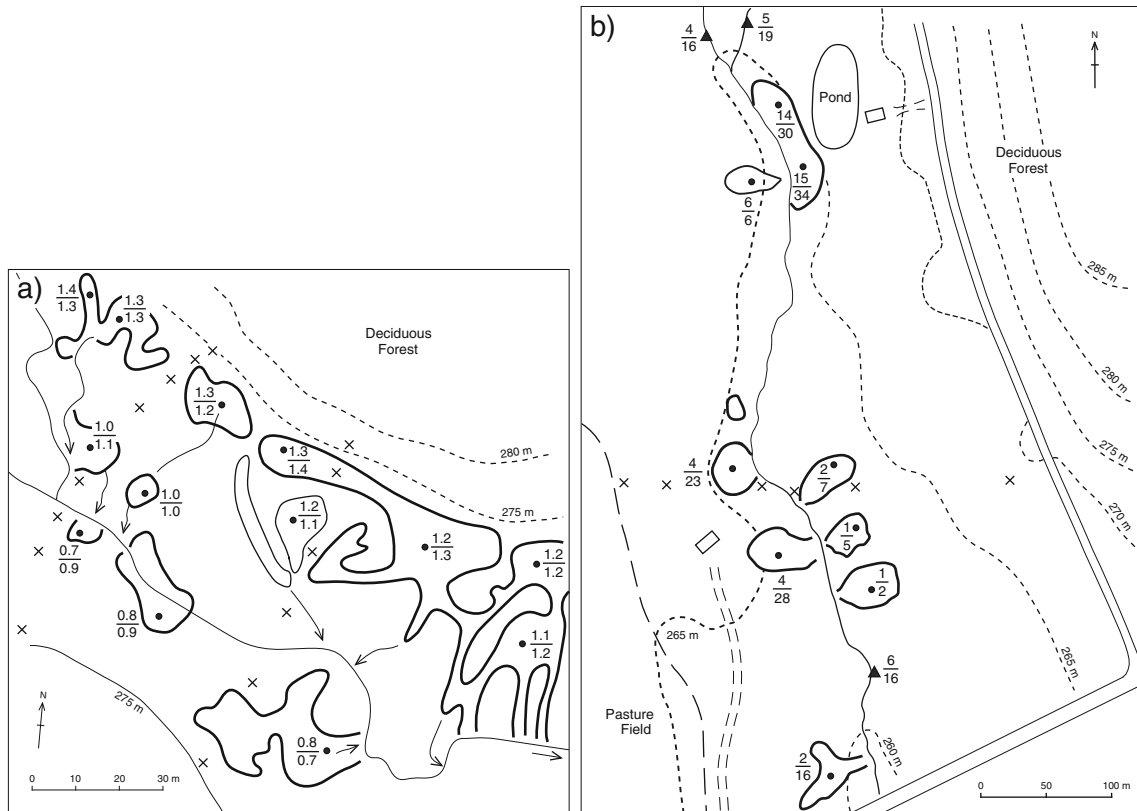 a)
1.4
1.3
1.3
1.3
Deciduous
Forest
1.3
1.2
1.0
1.1
1.3
1.4
280 m
1.0
1.0
1.2
1.1
275 m
0.7
0.9
1.2
1.3
1.2
1.2
0.8
0.9
1.1
1.2
275 m
N
0.8
0.7
0 10 20 30 m
b)
4
16
5
19
N
Pond
14
30
Deciduous
Forest
15
34
6
6
285 m
280 m
4
23
2
7
275 m
270 m
1
5
4
28
1
2
265 m
265 m
6
16
Pasture
Field
260 m
2
16
0 50 100 m